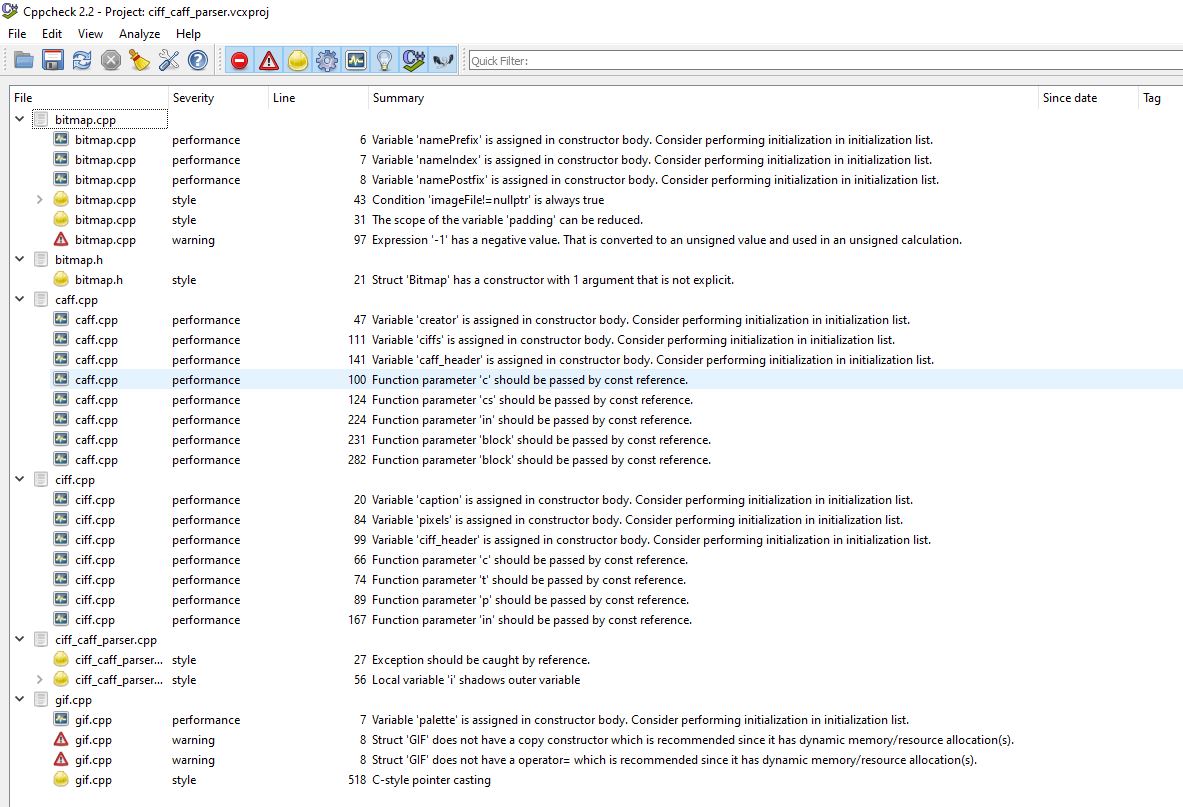 Cppcheck 2.2 - Project: ciff_caff_parser.vcxproj
File Edit View Analyze Help
Quick Filter:
File Severity Line Summary Since date Tag
bitmap.cpp
bitmap.cpp performance 6 Variable 'namePrefix' is assigned in constructor body. Consider performing initialization in initialization list.
bitmap.cpp performance 7 Variable 'nameIndex' is assigned in constructor body. Consider performing initialization in initialization list.
bitmap.cpp performance 8 Variable 'namePostfix' is assigned in constructor body. Consider performing initialization in initialization list.
bitmap.cpp style 43 Condition 'imageFile!=nullptr' is always true
bitmap.cpp style 31 The scope of the variable 'padding' can be reduced.
bitmap.cpp warning 97 Expression '-1' has a negative value. That is converted to an unsigned value and used in an unsigned calculation.
bitmap.h
bitmap.h style 21 Struct 'Bitmap' has a constructor with 1 argument that is not explicit.
caff.cpp
caff.cpp performance 47 Variable 'creator' is assigned in constructor body. Consider performing initialization in initialization list.
caff.cpp performance 111 Variable 'ciffs' is assigned in constructor body. Consider performing initialization in initialization list.
caff.cpp performance 141 Variable 'caff_header' is assigned in constructor body. Consider performing initialization in initialization list.
caff.cpp performance 100 Function parameter 'c' should be passed by const reference.
caff.cpp performance 124 Function parameter 'cs' should be passed by const reference.
caff.cpp performance 224 Function parameter 'in' should be passed by const reference.
caff.cpp performance 231 Function parameter 'block' should be passed by const reference.
caff.cpp performance 282 Function parameter 'block' should be passed by const reference.
ciff.cpp
ciff.cpp performance 20 Variable 'caption' is assigned in constructor body. Consider performing initialization in initialization list.
ciff.cpp performance 84 Variable 'pixels' is assigned in constructor body. Consider performing initialization in initialization list.
ciff.cpp performance 99 Variable 'ciff_header' is assigned in constructor body. Consider performing initialization in initialization list.
ciff.cpp performance 66 Function parameter 'c' should be passed by const reference.
ciff.cpp performance 74 Function parameter 't' should be passed by const reference.
ciff.cpp performance 89 Function parameter 'p' should be passed by const reference.
ciff.cpp performance 167 Function parameter 'in' should be passed by const reference.
ciff_caff_parser.cpp
ciff_caff_parser... style 27 Exception should be caught by reference.
ciff_caff_parser... style 56 Local variable 'i' shadows outer variable
gif.cpp
gif.cpp performance 7 Variable 'palette' is assigned in constructor body. Consider performing initialization in initialization list.
gif.cpp warning 8 Struct 'GIF' does not have a copy constructor which is recommended since it has dynamic memory/resource allocation(s).
gif.cpp warning 8 Struct 'GIF' does not have a operator= which is recommended since it has dynamic memory/resource allocation(s).
gif.cpp style 518 C-style pointer casting